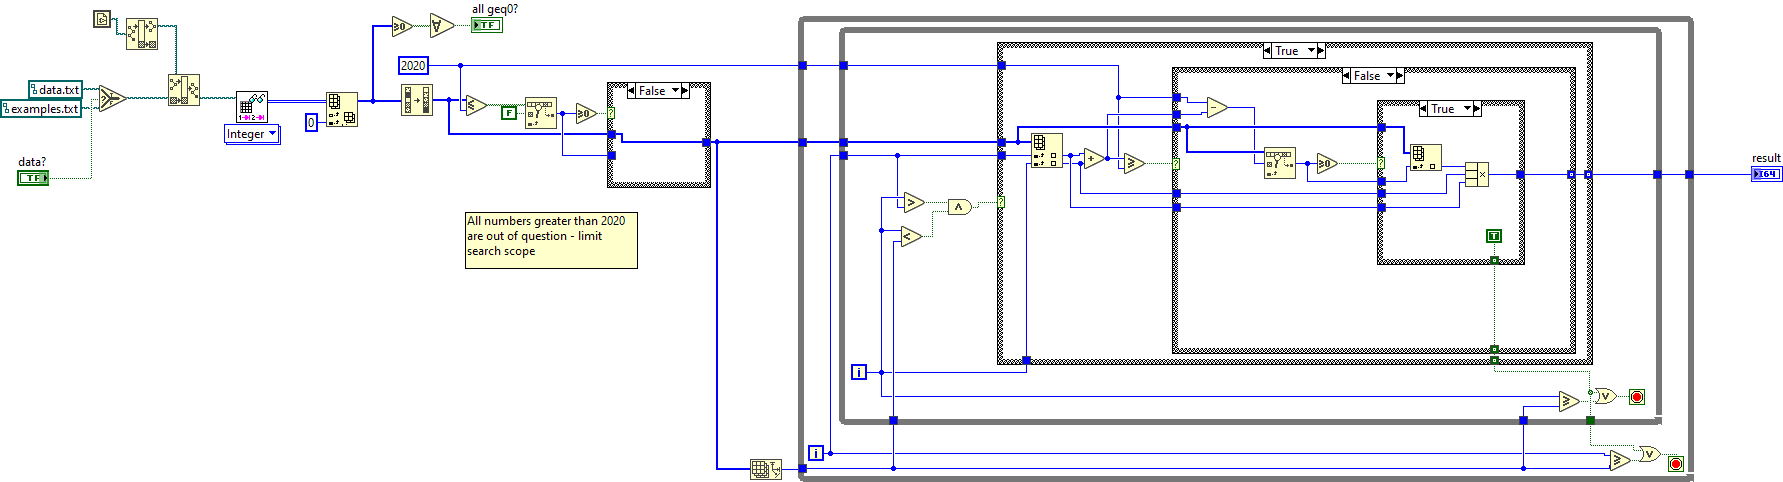 all geq0?
TF
2020
True
False
True
False
data.txt
examples.txt
F
Integer
0
data?
TF
result
I64
All numbers greater than 2020
are out of question - limit
search scope
T
i
i